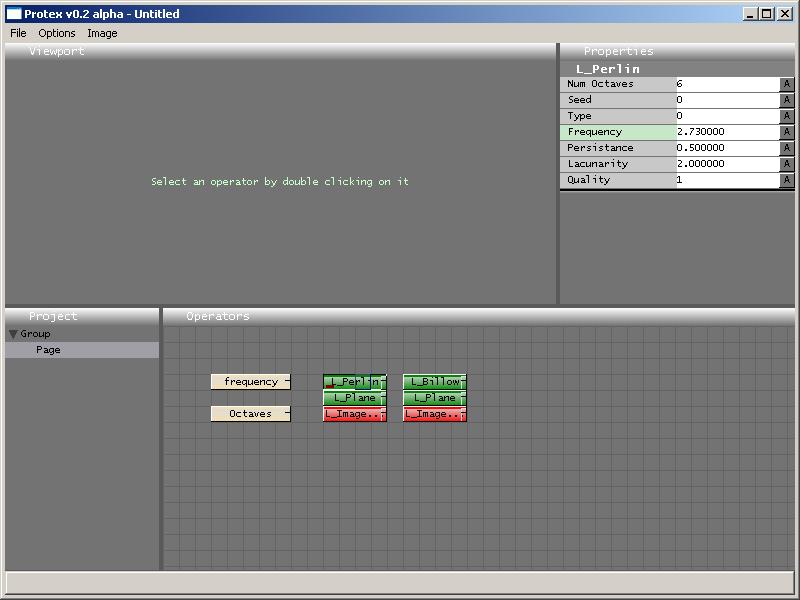 Protex v0.2 alpha - Untitled
File Options Image
Viewport
Select an operator by double clicking on it
Properties
L_Perlin
Num Octaves 6 A
Seed 0 A
Type 0 A
Frequency 2.730000 A
Persistance 0.500000 A
Lacunarity 2.000000 A
Quality 1 A
Project
Group
Page
Operators
frequency L_Perlin L_Billow
L_Plane L_Plane
Octaves L_Image.. L_Image..